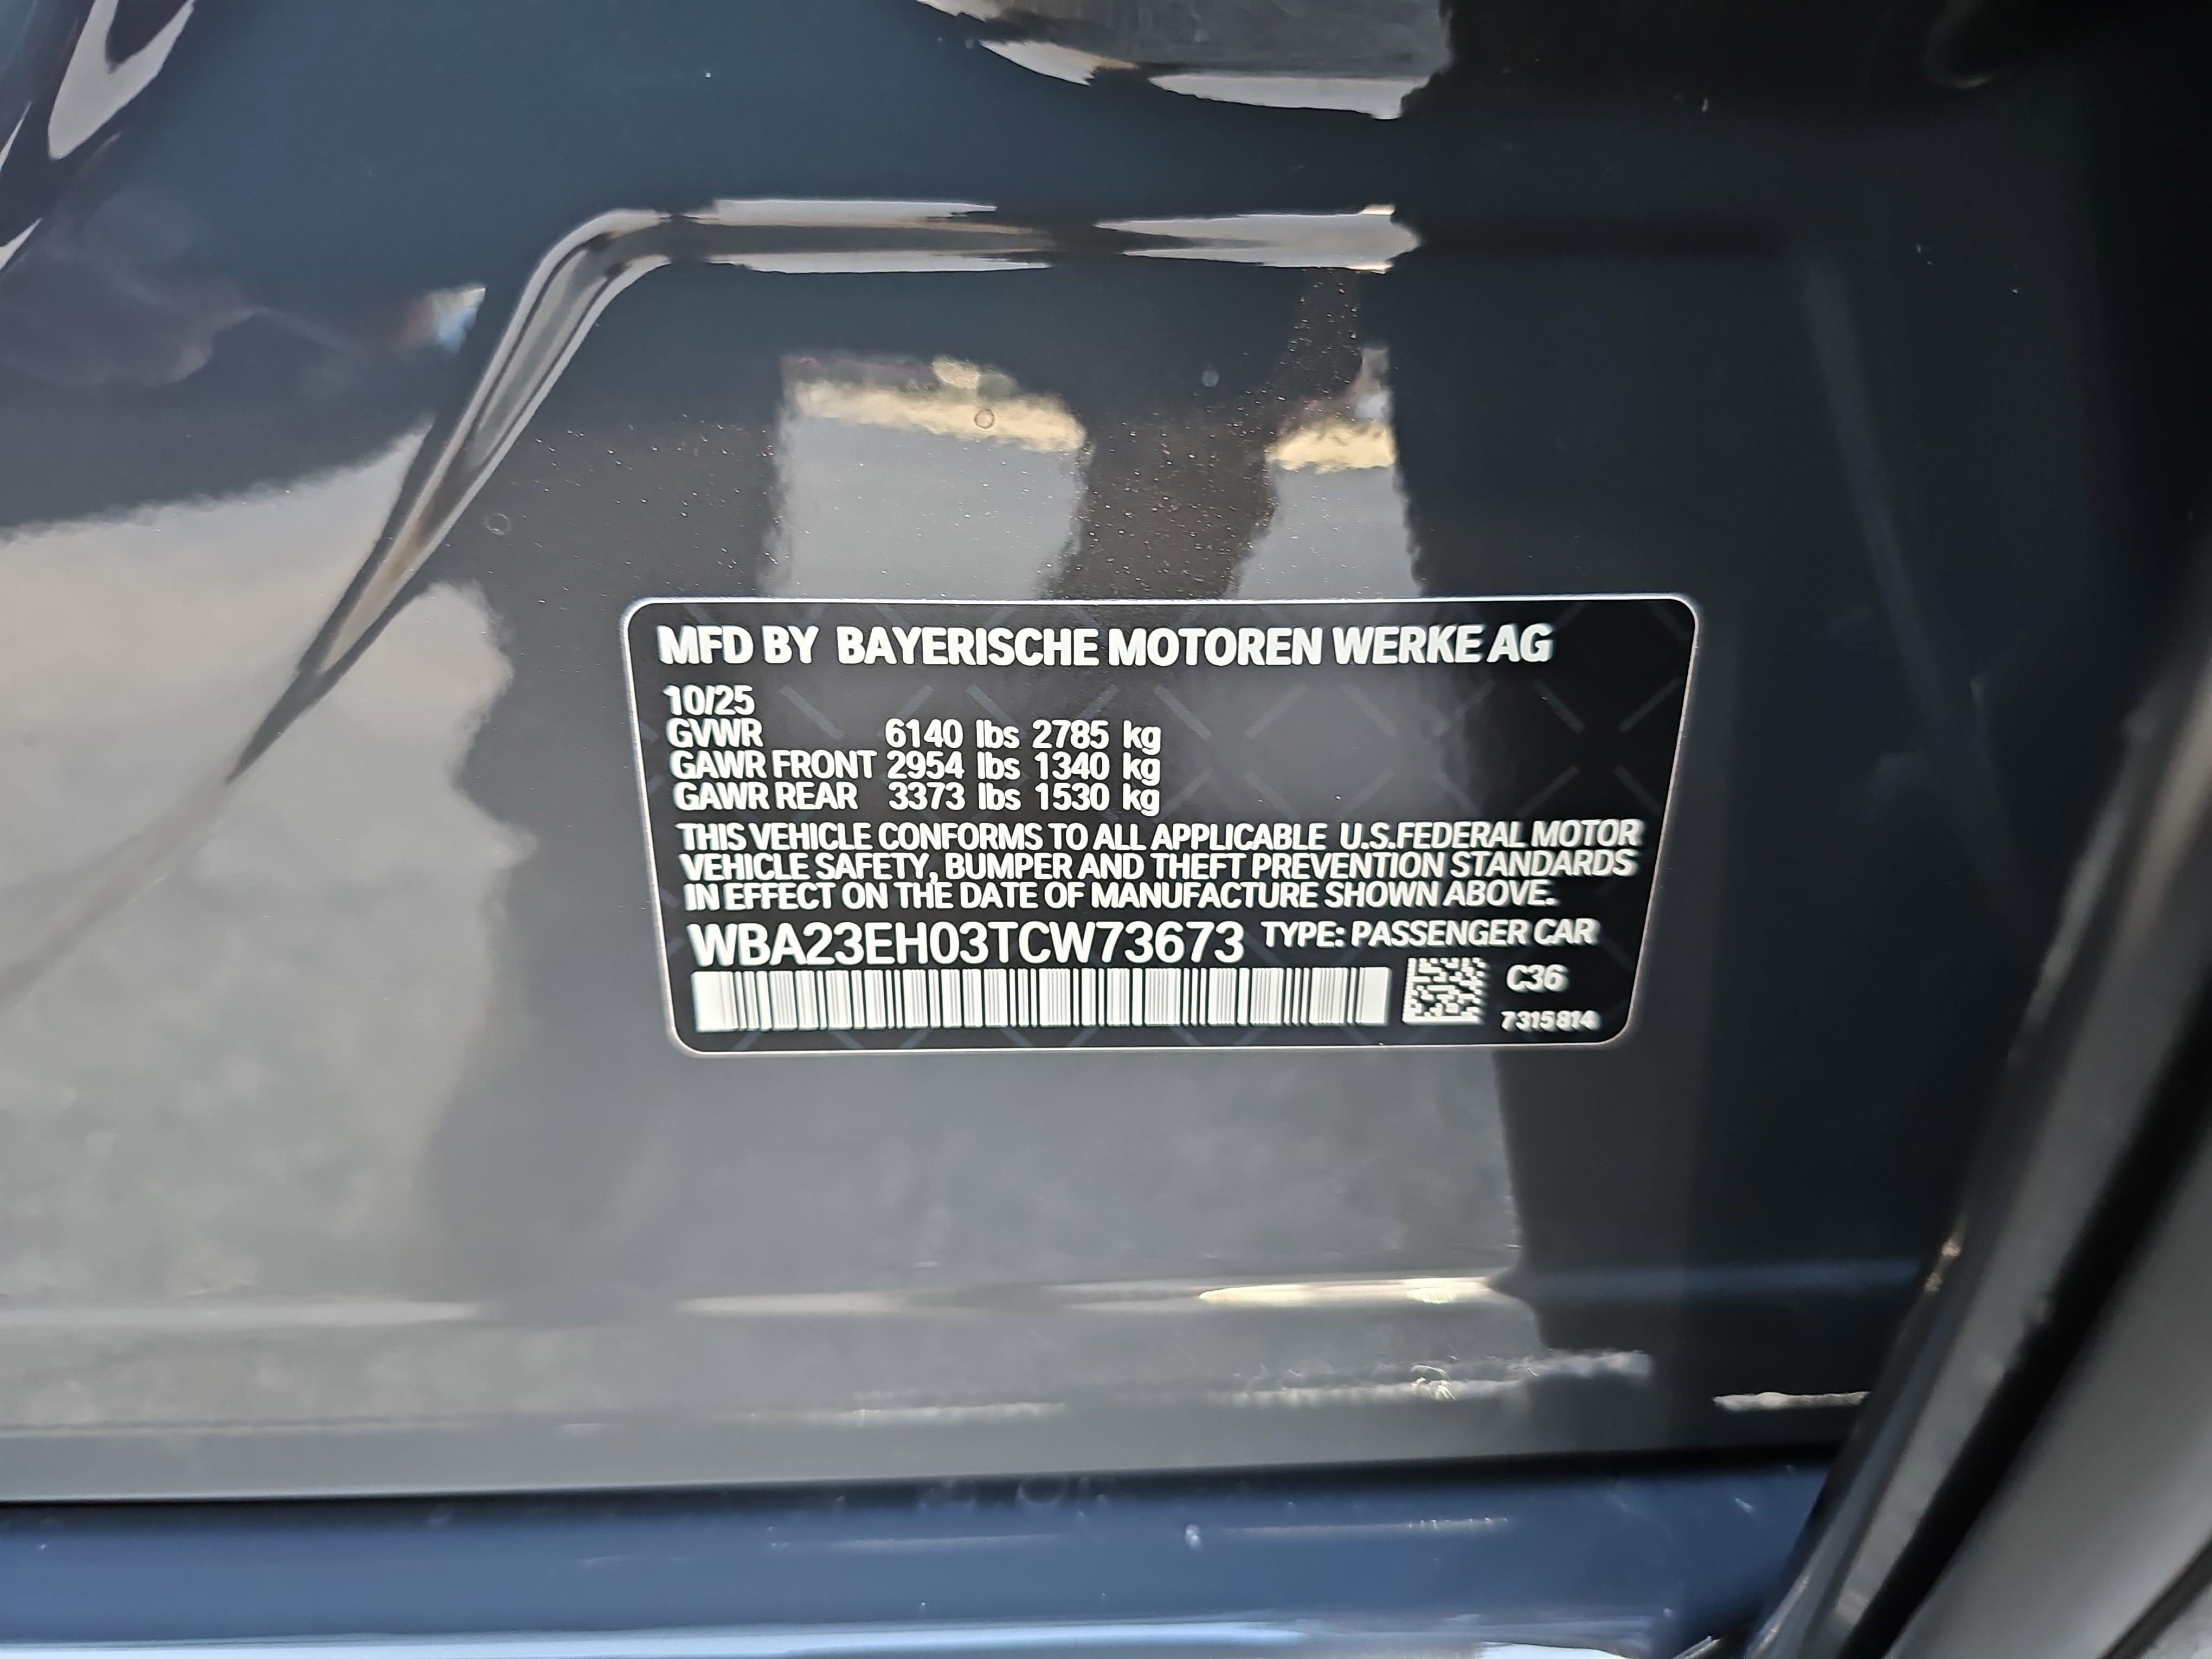 MFD BY BAYERISCHE MOTOREN WERKE AG
10/25
GVWR 6140 lbs 2785 kg
GAWR FRONT 2954 lbs 1340 kg
GAWR REAR 3373 lbs 1530 kg
THIS VEHICLE CONFORMS TO ALL APPLICABLE U.S.FEDERAL MOTOR
VEHICLE SAFETY, BUMPER AND THEFT PREVENTION STANDARDS
IN EFFECT ON THE DATE OF MANUFACTURE SHOWN ABOVE.
WBA23EH03TCW73673 TYPE: PASSENGER CAR
C36
7315814